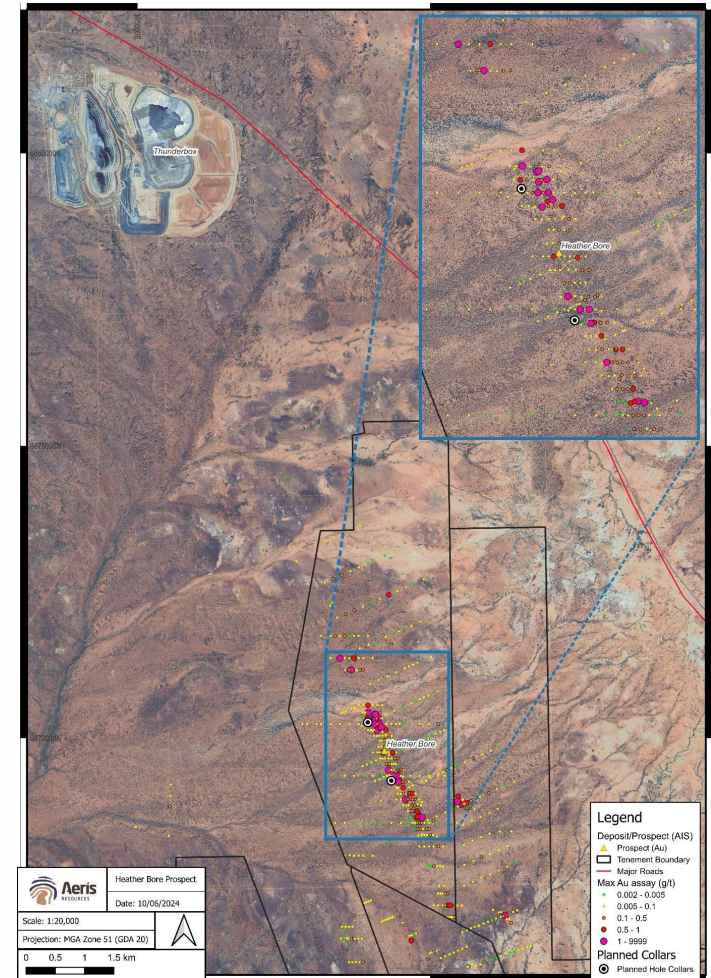 Thunderbox
6880000N
Heather Bore
6875000N
6870000N
Heather Bore
Legend
Deposit/Prospect (AIS)
Prospect (Au)
Tenement Boundary
Major Roads
Max Au assay (g/t)
0.002 - 0.005
0.005 - 0.1
0.1 - 0.5
0.5 - 1
1 - 9999
Planned Collars
Planned Hole Collars
Aeris
RESOURCES
Heather Bore Prospect
Date: 10/06/2024
Scale: 1:20,000
Projection: MGA Zone 51 (GDA 20)
0 0.5 1 1.5 km